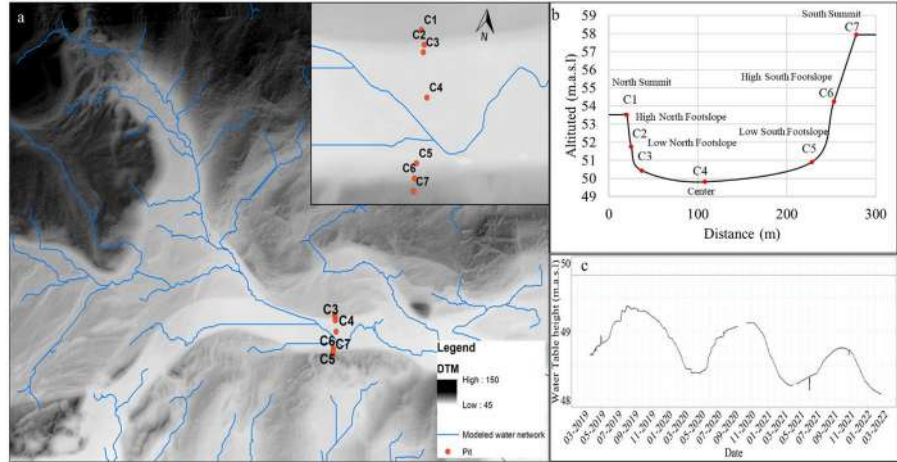 a
C1
C2
C3
N
C4
C5
C6
C7
C3
C4
C6 C7
C5
Legend
DTM
High : 150
Low : 45
Modeled water network
Pit
b
South Summit
C7
High South Footslope
C6
North Summit
C1
High North Footslope
C2
Low North Footslope
Low South Footslope
C3
C5
C4
Center
Altituted (m.a.s.l)
59
58
57
56
55
54
53
52
51
50
49
0 100 200 300
Distance (m)
c
Water Table height (m.a.s.l)
50
49
48
03-2019 05-2019 07-2019 09-2019 11-2019 01-2020 03-2020 05-2020 07-2020 09-2020 11-2020 01-2021 03-2021 05-2021 07-2021 09-2021 11-2021 01-2022 03-2022
Date